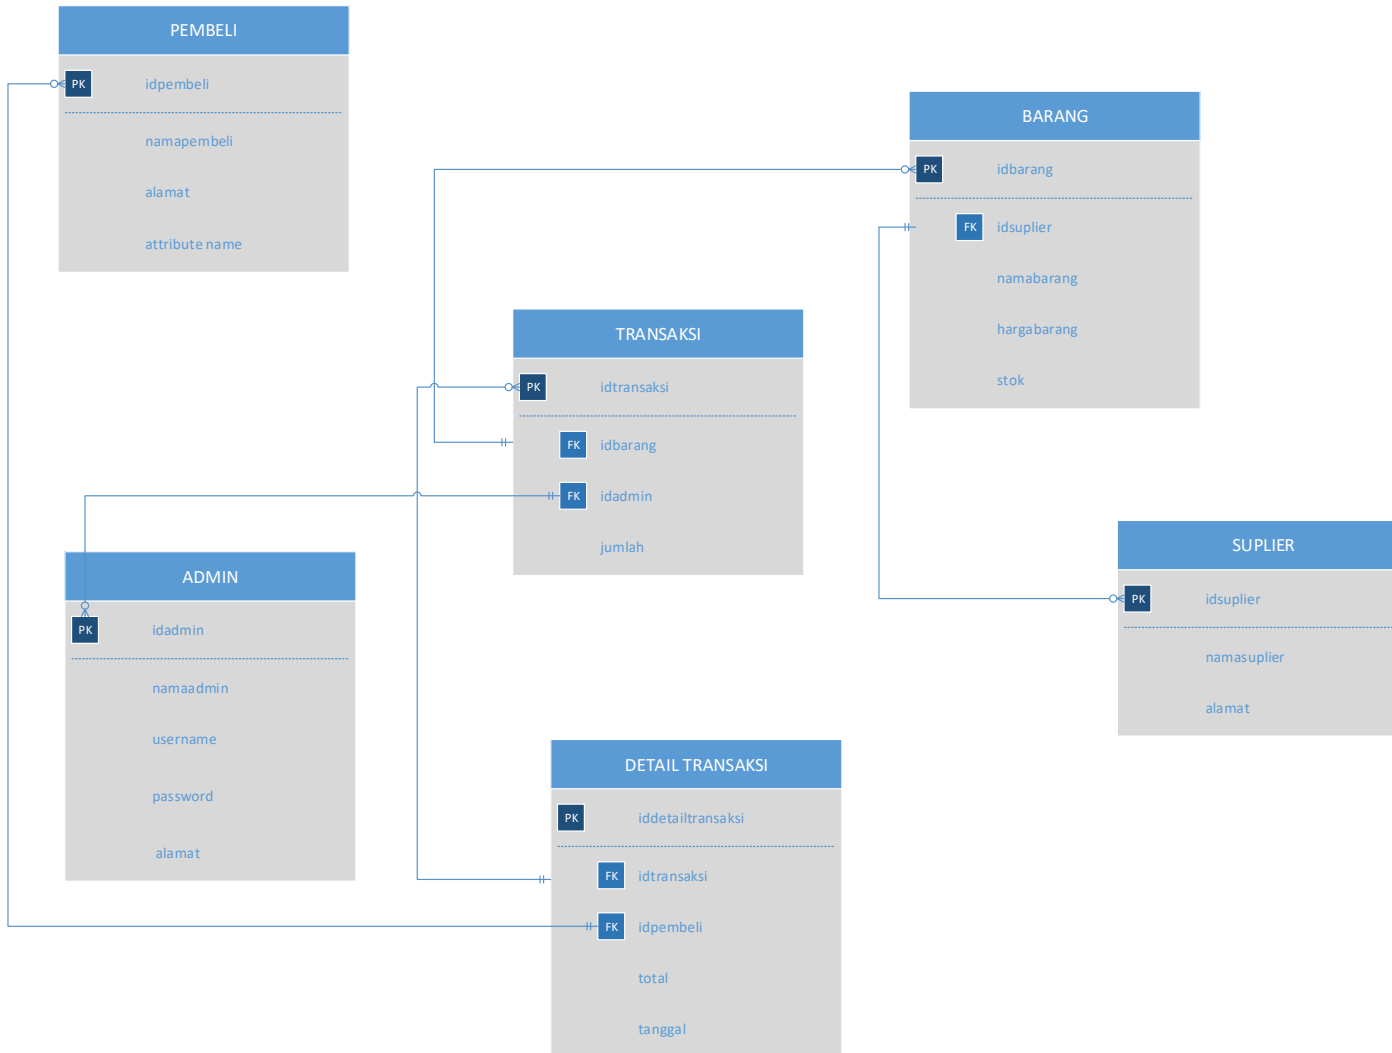 PEMBELI
PK idpembeli
namapembeli
alamat
attribute name
BARANG
PK idbarang
FK idsuplier
namabarang
hargabarang
stok
TRANSAKSI
PK idtransaksi
FK idbarang
FK idadmin
jumlah
ADMIN
PK idadmin
namaadmin
username
password
alamat
SUPLIER
PK idsuplier
namasuplier
alamat
DETAIL TRANSAKSI
PK iddetailtransaksi
FK idtransaksi
FK idpembeli
total
tanggal